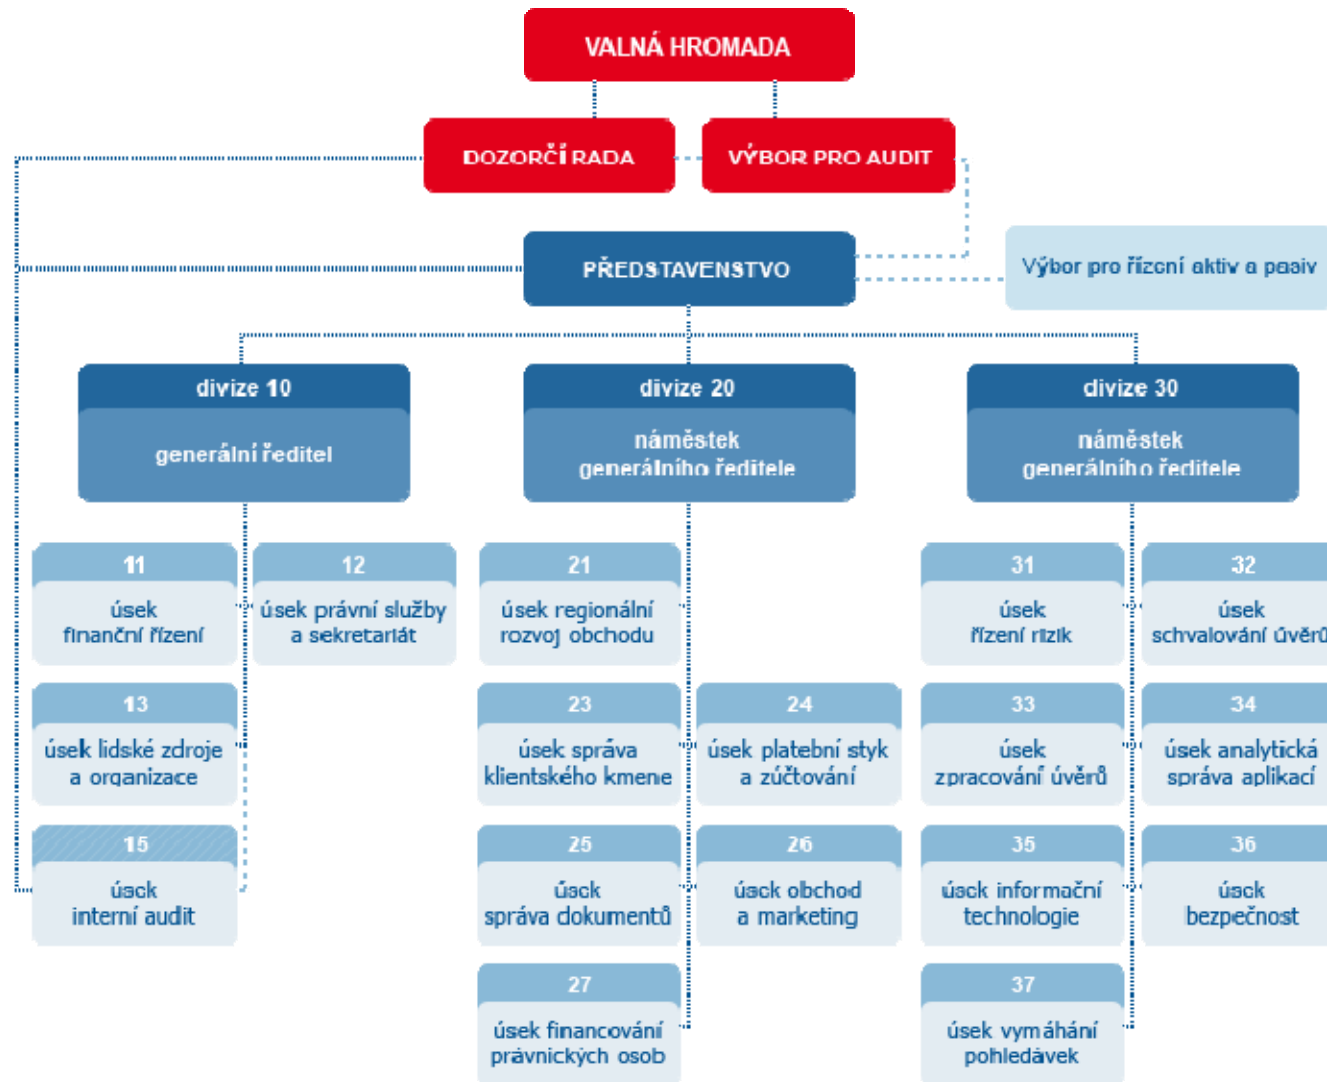 VALNÁ HROMADA
DOZORČÍ RADA
VÝBOR PRO AUDIT
PŘEDSTAVENSTVO
Výbor pro řízení aktiv a pasiv
divize 10
generální ředitel
divize 20
náměstek
generálního ředitele
divize 30
náměstek
generálního ředitele
11
úsek
finanční řízení
12
úsek právní služby
a sekretariát
21
úsek regionální
rozvoj obchodu
31
úsek
řízení rizik
32
úsek
schvalování úvěrů
13
úsek lidské zdroje
a organizace
23
úsek správa
klientského kmene
24
úsek platební styk
a zúčtování
33
úsek
zpracování úvěrů
34
úsek analytická
správa aplikací
15
úsek
interní audit
25
úsek
správa dokumentů
26
úsek obchod
a marketing
35
úsek informační
technologie
36
úsek
bezpečnost
27
úsek financování
právnických osob
37
úsek vymáhání
pohledávek